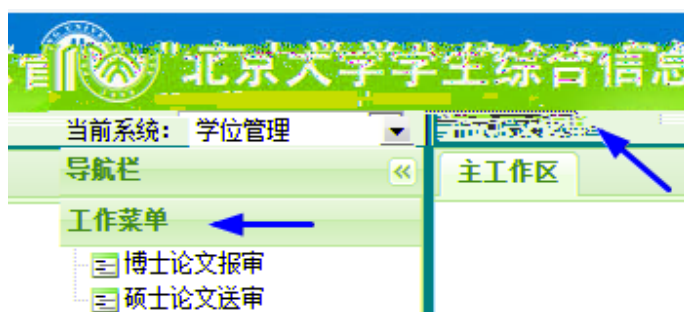 北京大学学生综合信息
当前系统： 学位管理
导航栏
主工作区
工作菜单
博士论文报审
硕士论文送审